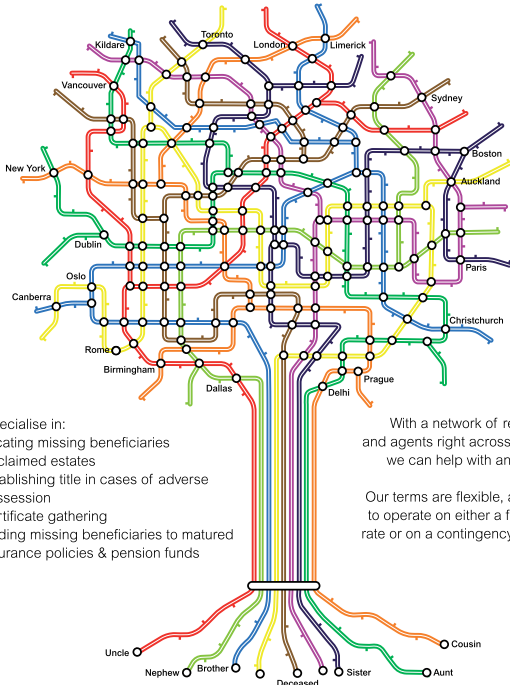 Toronto
Kildare
London
Limerick
Vancouver
Sydney
Boston
New York
Auckland
Dublin
Paris
Oslo
Canberra
Christchurch
Rome
Birmingham
Dallas
Delhi
Prague
ecialise in:
cating missing beneficiaries
claimed estates
tablishing title in cases of adverse
session
rtificate gathering
ding missing beneficiaries to matured
urance policies & pension funds
With a network of re
and agents right across
we can help with an
Our terms are flexible, a
to operate on either a f
rate or on a contingency
Uncle
Nephew
Brother
Deceased
Sister
Aunt
Cousin